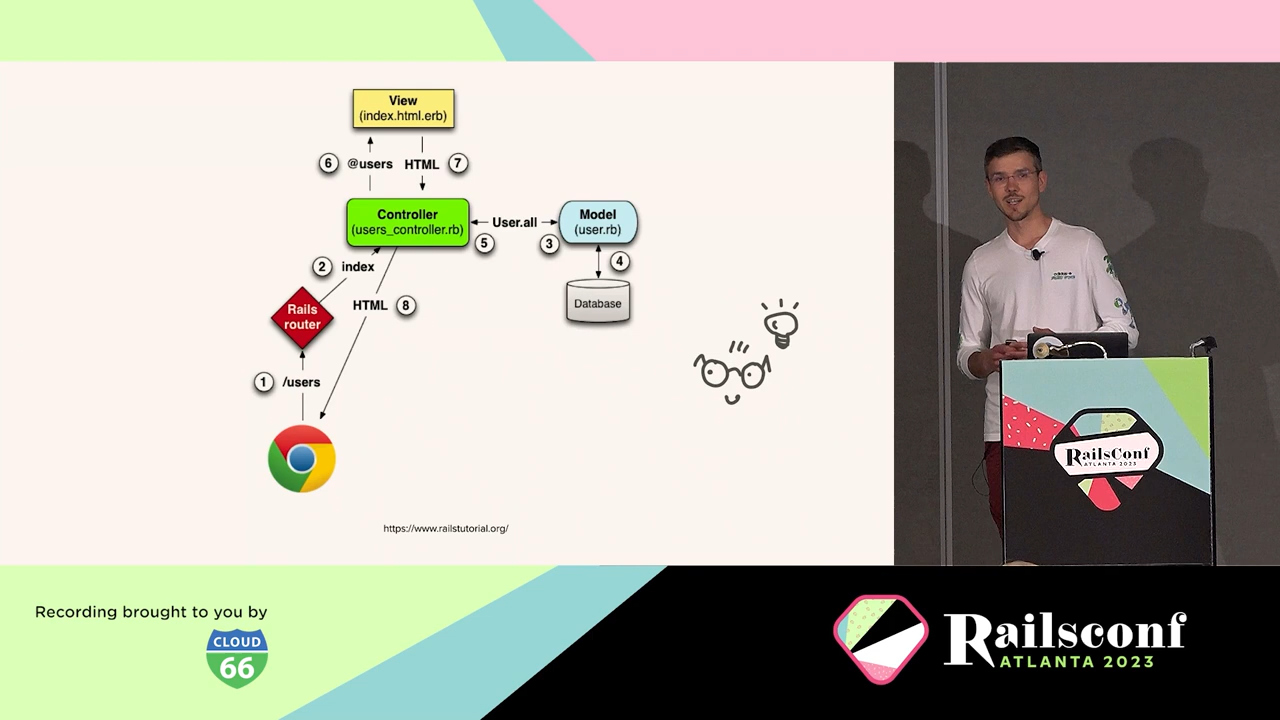 View
(index.html.erb)
6 @users HTML 7
Controller
(users_controller.rb)
User.all
Model
(user.rb)
5
3
4
2 index
Database
HTML 8
Rails
router
1 /users
https://www.railstutorial.org/
RailsConf
ATLANTA 2023
Recording brought to you by
CLOUD
66
Railsconf
ATLANTA 2023